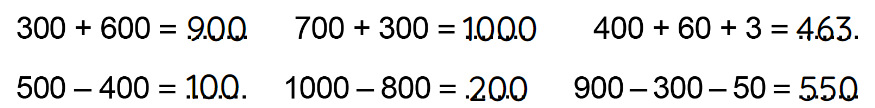 300 + 600 = 900 700 + 300 = 1000 400 + 60 + 3 = 463.
500 – 400 = 100. 1000 – 800 = 200 900 – 300 – 50 = 550